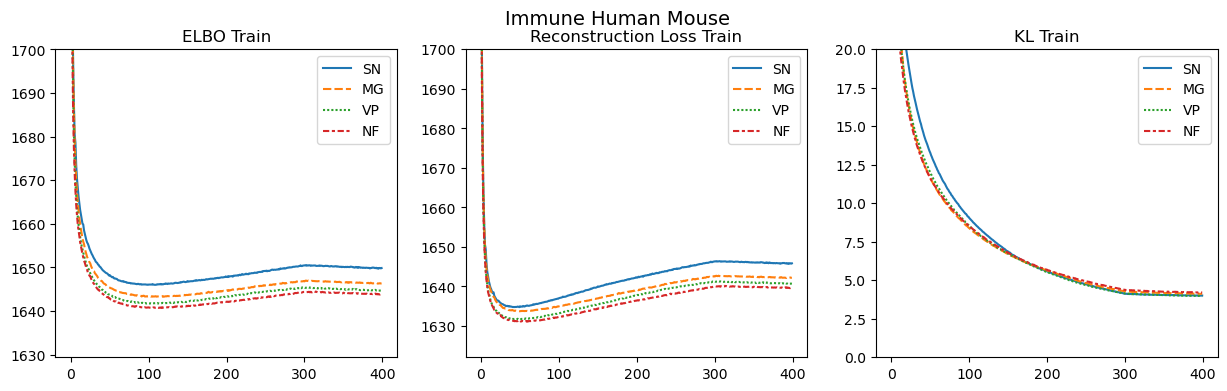 Immune Human Mouse
ELBO Train
1700
1690
1680
1670
1660
1650
1640
1630
0 100 200 300 400
SN
MG
VP
NF
Reconstruction Loss Train
1700
1690
1680
1670
1660
1650
1640
1630
0 100 200 300 400
SN
MG
VP
NF
KL Train
20.0
17.5
15.0
12.5
10.0
7.5
5.0
2.5
0.0
0 100 200 300 400
SN
MG
VP
NF